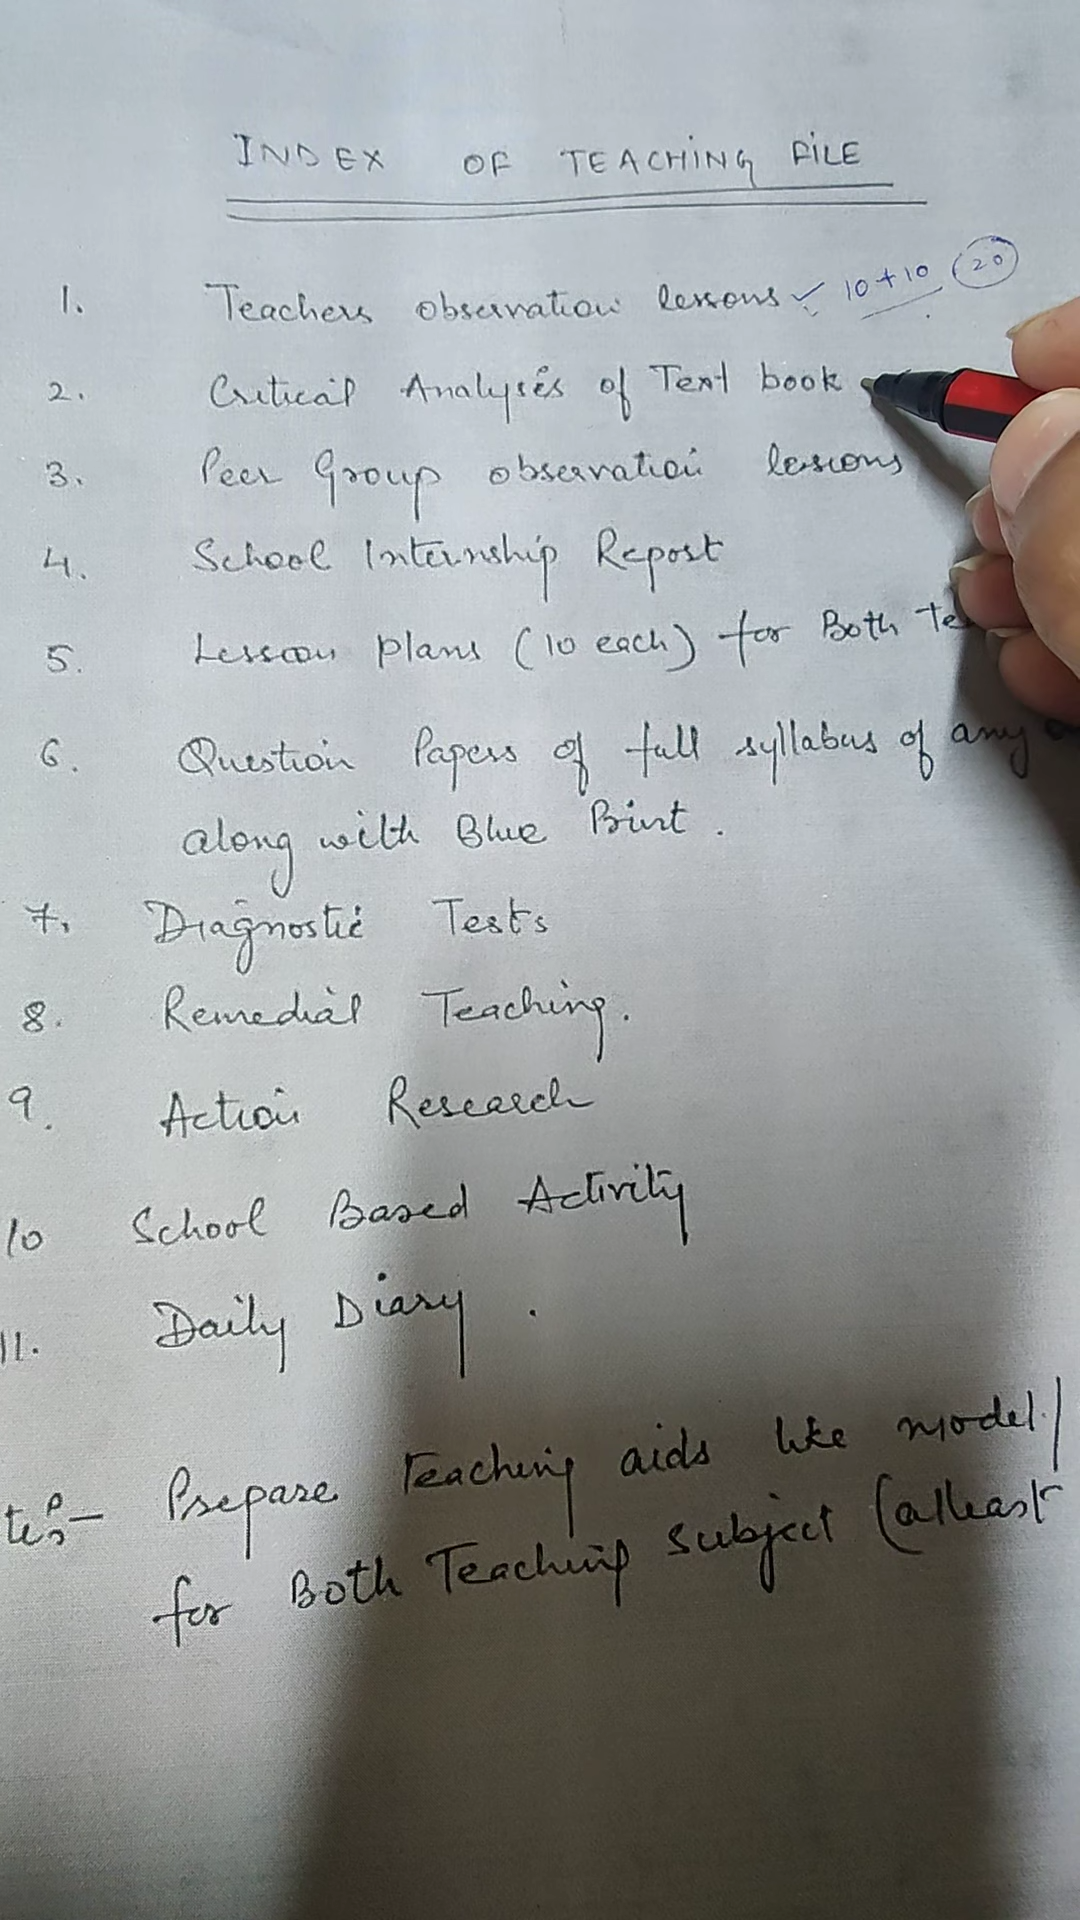 INDEX OF TEACHING FILE
1. Teachers observation lessons ✓ 10+10 20
2. Critical Analysis of Text book
3. Peer Group observation lessons
4. School Internship Report
5. Lesson plans (10 each) for Both Te
6. Question Papers of full syllabus of any
along with Blue Print.
7. Diagnostic Tests
8. Remedial Teaching.
9. Action Research
10 School Based Activity
11. Daily Diary.
te:- Prepare Teaching aids like model/
for Both Teaching subject (atleast